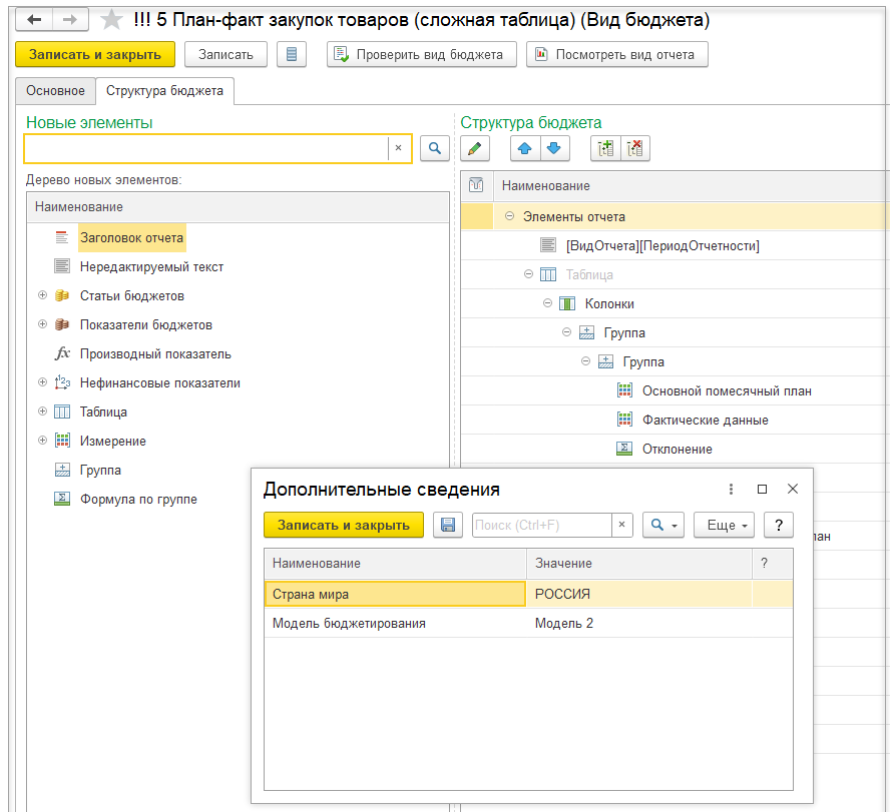 !!! 5 План-факт закупок товаров (сложная таблица) (Вид бюджета)
Записать и закрыть Записать Проверить вид бюджета Посмотреть вид отчета
Основное Структура бюджета
Новые элементы
Дерево новых элементов:
Наименование
Заголовок отчета
Нередактируемый текст
Статьи бюджетов
Показатели бюджетов
fx Производный показатель
Нефинансовые показатели
Таблица
Измерение
Группа
Формула по группе
Структура бюджета
Наименование
Элементы отчета
[ВидОтчета][ПериодОтчетности]
Таблица
Колонки
Группа
Группа
Основной помесячный план
Фактические данные
Отклонение
лан
Дополнительные сведения
Записать и закрыть Поиск (Ctrl+F) × Еще ?
Наименование Значение ?
Страна мира РОССИЯ
Модель бюджетирования Модель 2